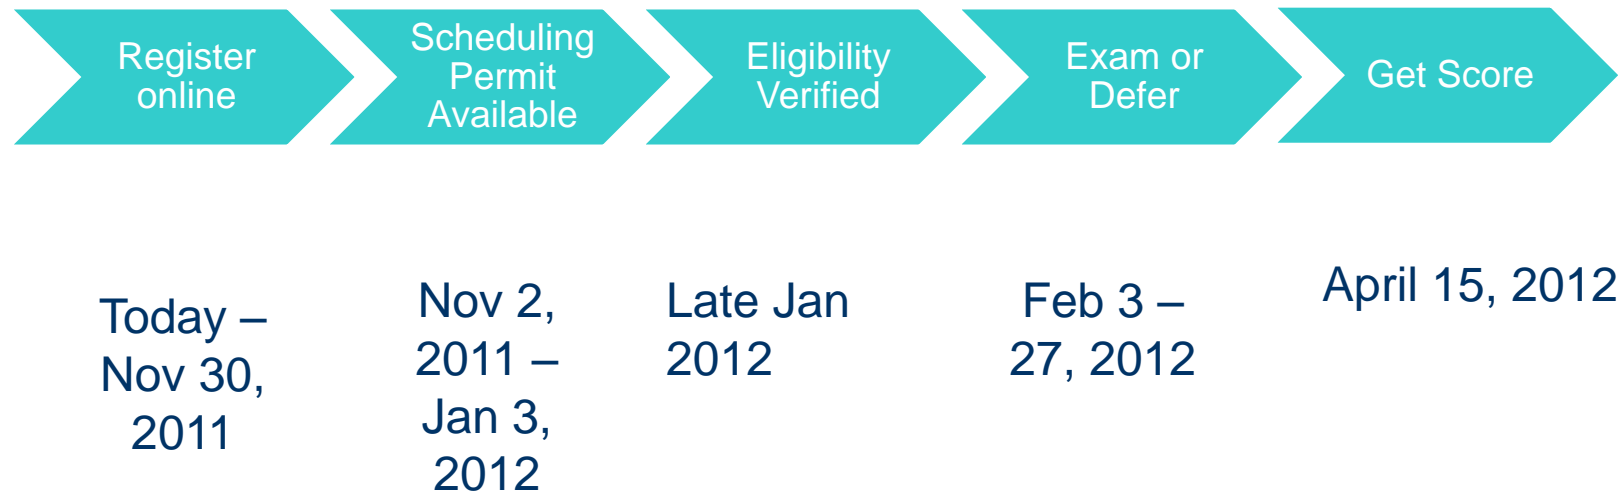 Register
online
Scheduling
Permit
Available
Eligibility
Verified
Exam or
Defer
Get Score
Today –
Nov 30,
2011
Nov 2,
2011 –
Jan 3,
2012
Late Jan
2012
Feb 3 –
27, 2012
April 15, 2012